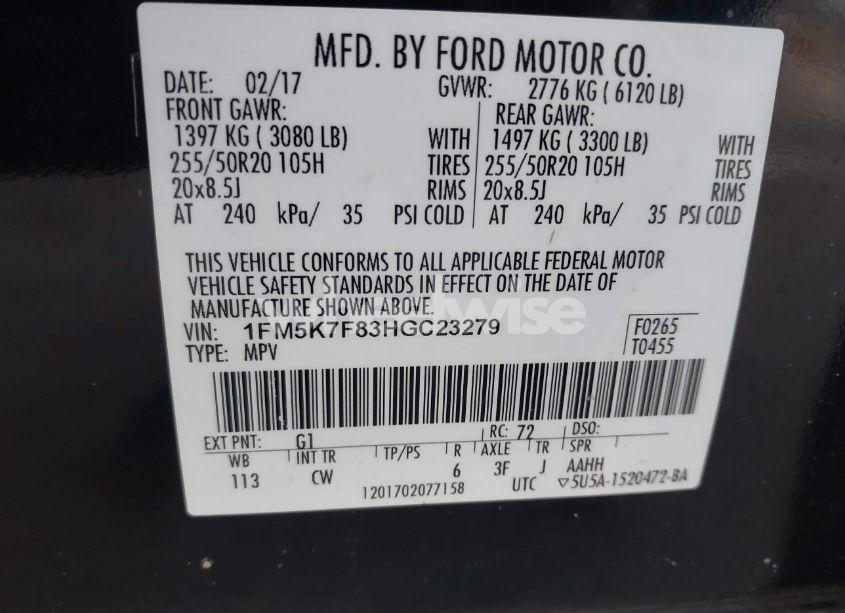 MFD. BY FORD MOTOR CO.
DATE: 02/17 GVWR: 2776 KG ( 6120 LB)
FRONT GAWR: REAR GAWR:
1397 KG ( 3080 LB) WITH 1497 KG ( 3300 LB) WITH
255/50R20 105H TIRES 255/50R20 105H TIRES
20x8.5J RIMS 20x8.5J RIMS
AT 240 kPa/ 35 PSI COLD AT 240 kPa/ 35 PSI COLD
THIS VEHICLE CONFORMS TO ALL APPLICABLE FEDERAL MOTOR
VEHICLE SAFETY STANDARDS IN EFFECT ON THE DATE OF
MANUFACTURE SHOWN ABOVE.
VIN: 1FM5K7F83HGC23279 F0265
TYPE: MPV T0455
EXT PNT: G1 RC: 72 DSO:
WB INT TR TP/PS R AXLE TR SPR
113 CW 6 3F J AAHH
1201702077158 UTC ▽5U5A-1520472-BA